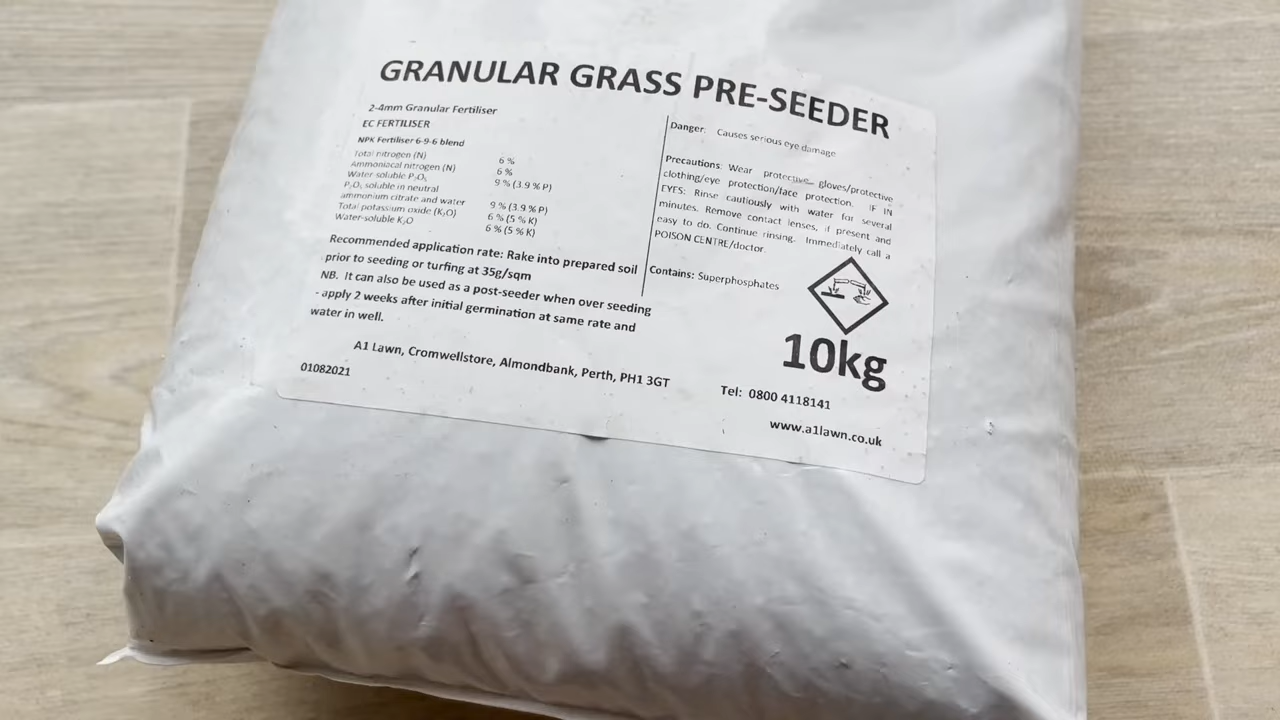 GRANULAR GRASS PRE-SEEDER
2-4mm Granular Fertiliser
EC FERTILISER
NPK Fertiliser 6-9-6 blend
Total nitrogen (N) 6 %
Ammoniacal nitrogen (N) 6 %
Water-soluble P₂O₅ 9 % (3.9 % P)
P₂O₅ soluble in neutral
ammonium citrate and water 9 % (3.9 % P)
Total potassium oxide (K₂O) 6 % (5 % K)
Water-soluble K₂O 6 % (5 % K)
Recommended application rate: Rake into prepared soil
prior to seeding or turfing at 35g/sqm
NB. It can also be used as a post-seeder when over seeding
- apply 2 weeks after initial germination at same rate and
water in well.
Danger: Causes serious eye damage
Precautions: Wear protective gloves/protective
clothing/eye protection/face protection. IF IN
EYES: Rinse cautiously with water for several
minutes. Remove contact lenses, if present and
easy to do. Continue rinsing. Immediately call a
POISON CENTRE/doctor.
Contains: Superphosphates
10kg
A1 Lawn, Cromwellstore, Almondbank, Perth, PH1 3GT
01082021
Tel: 0800 4118141
www.a1lawn.co.uk